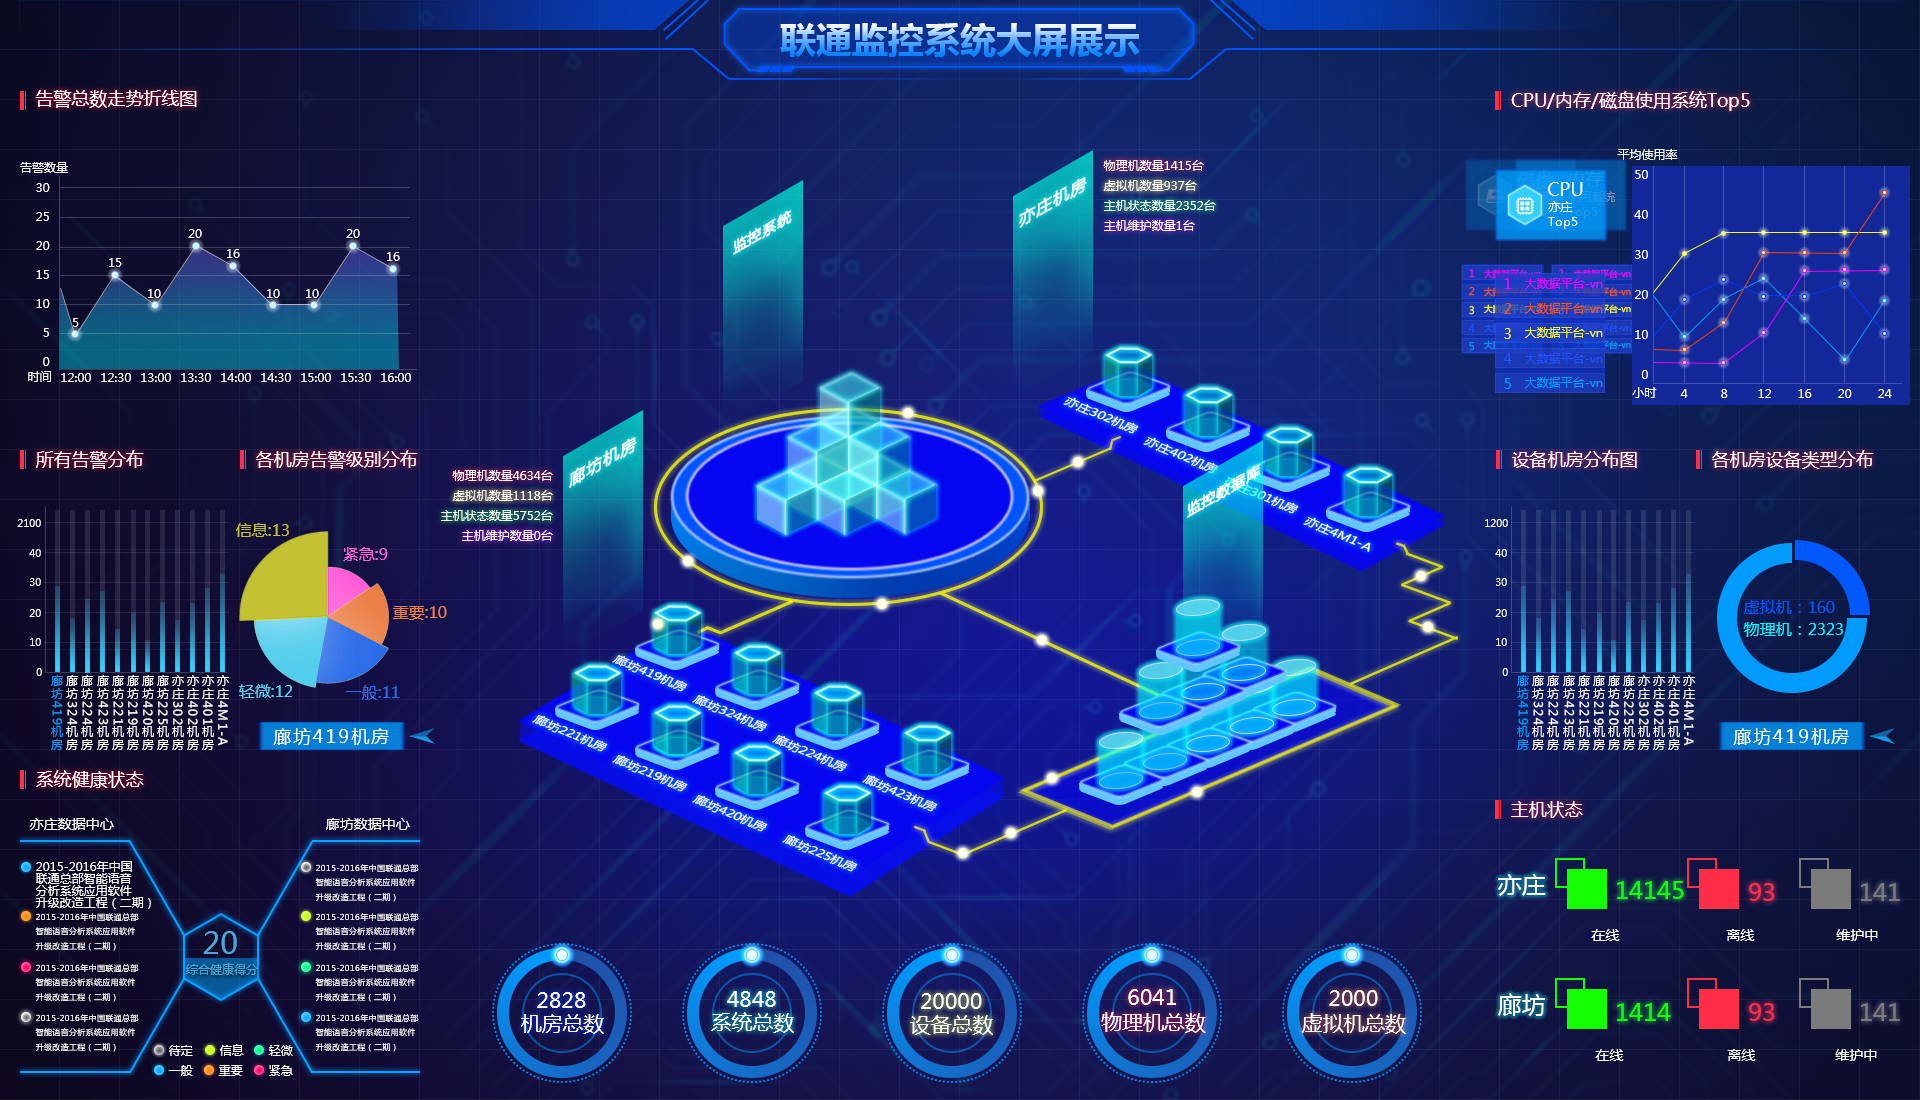 联通监控系统大屏展示
告警总数走势折线图
告警数量
30
25
20
15
10
5
0
5
15
10
20
16
10
10
20
16
时间 12:00 12:30 13:00 13:30 14:00 14:30 15:00 15:30 16:00
所有告警分布
2100
40
30
20
10
0
廊坊419机房
廊坊324机房
廊坊224机房
廊坊423机房
廊坊221机房
廊坊219机房
廊坊420机房
廊坊225机房
亦庄302机房
亦庄402机房
亦庄401机房
亦庄4M1-A
各机房告警级别分布
信息:13
紧急:9
重要:10
一般:11
轻微:12
廊坊419机房
系统健康状态
亦庄数据中心
廊坊数据中心
2015-2016年中国
联通总部智能语音
分析系统应用软件
升级改造工程（二期）
2015-2016年中国联通总部
智能语音分析系统应用软件
升级改造工程（二期）
2015-2016年中国联通总部
智能语音分析系统应用软件
升级改造工程（二期）
2015-2016年中国联通总部
智能语音分析系统应用软件
升级改造工程（二期）
20
综合健康得分
2015-2016年中国联通总部
智能语音分析系统应用软件
升级改造工程（二期）
2015-2016年中国联通总部
智能语音分析系统应用软件
升级改造工程（二期）
2015-2016年中国联通总部
智能语音分析系统应用软件
升级改造工程（二期）
2015-2016年中国联通总部
智能语音分析系统应用软件
升级改造工程（二期）
待定 信息 轻微
一般 重要 紧急
监控系统
亦庄机房
物理机数量1415台
虚拟机数量937台
主机状态数量2352台
主机维护数量1台
廊坊机房
物理机数量4634台
虚拟机数量1118台
主机状态数量5752台
主机维护数量0台
监控数据库
亦庄302机房
亦庄402机房
301机房
亦庄4M1-A
廊坊419机房
廊坊324机房
廊坊224机房
廊坊423机房
廊坊221机房
廊坊219机房
廊坊420机房
廊坊225机房
2828
机房总数
4848
系统总数
20000
设备总数
6041
物理机总数
2000
虚拟机总数
CPU/内存/磁盘使用系统Top5
CPU
亦庄
Top5
1 大数据平台-vn
2 大数据平台-vn
3 大数据平台-vn
4 大数据平台-vn
5 大数据平台-vn
平均使用率
50
40
30
20
10
0
小时 4 8 12 16 20 24
设备机房分布图
1200
40
30
20
10
0
廊坊419机房
廊坊324机房
廊坊224机房
廊坊423机房
廊坊221机房
廊坊219机房
廊坊420机房
廊坊225机房
亦庄302机房
亦庄402机房
亦庄401机房
亦庄4M1-A
各机房设备类型分布
虚拟机：160
物理机：2323
廊坊419机房
主机状态
亦庄 14145 93 141
在线 离线 维护中
廊坊 1414 93 141
在线 离线 维护中